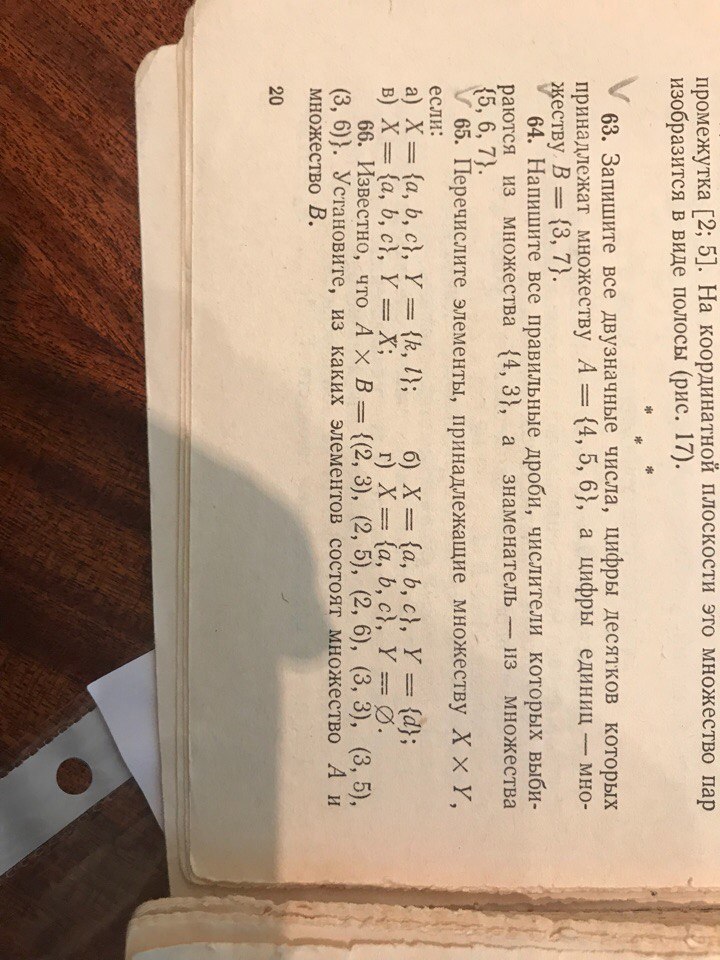 промежутка [2; 5]. На координатной плоскости это множество пар
изобразится в виде полосы (рис. 17).
* * *
63. Запишите все двузначные числа, цифры десятков которых
принадлежат множеству A = {4, 5, 6}, а цифры единиц — мно-
жеству B = {3, 7}.
64. Напишите все правильные дроби, числители которых выби-
раются из множества {4, 3}, а знаменатель — из множества
{5, 6, 7}.
65. Перечислите элементы, принадлежащие множеству X × Y,
если:
а) X = {a, b, c}, Y = {k, l}; б) X = {a, b, c}, Y = {d};
в) X = {a, b, c}, Y = X; г) X = {a, b, c}, Y = ∅.
66. Известно, что A × B = {(2, 3), (2, 5), (2, 6), (3, 3), (3, 5),
(3, 6)}. Установите, из каких элементов состоят множество A и
множество B.
20